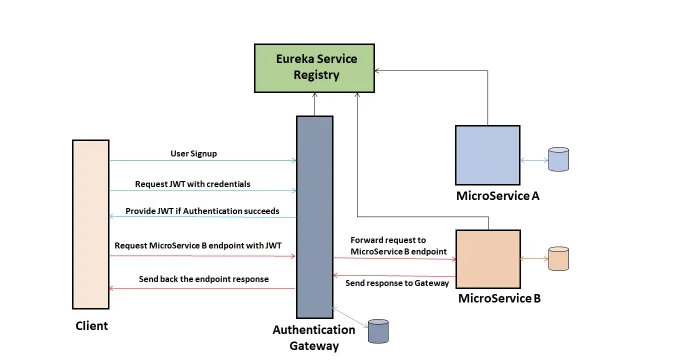 Eureka Service
Registry
User Signup
Request JWT with credentials
Provide JWT if Authentication succeeds
Request MicroService B endpoint with JWT
Send back the endpoint response
Forward request to
MicroService B endpoint
Send response to Gateway
MicroService A
MicroService B
Client
Authentication
Gateway